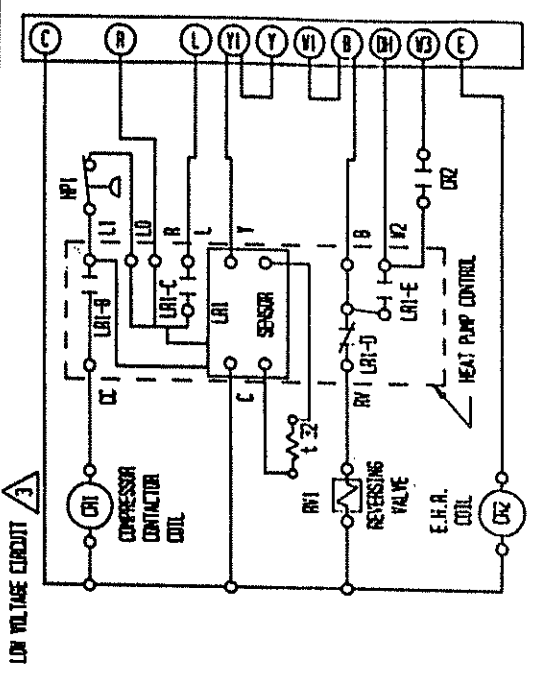 LOW VOLTAGE CIRCUIT
3
CR1
COMPRESSOR
CONTACTOR
COIL
RV1
REVERSING
VALVE
E.H.R.
COIL
CR2
t 32
CC
C
RV
LR1-B
LR1-C
LR1
SENSOR
LR1-D
LR1-E
HEAT PUMP CONTROL
HP1
L1
LO
R
L
Y
B
W2
CR2
C
R
L
Y1
Y
W1
B
DH
W3
E